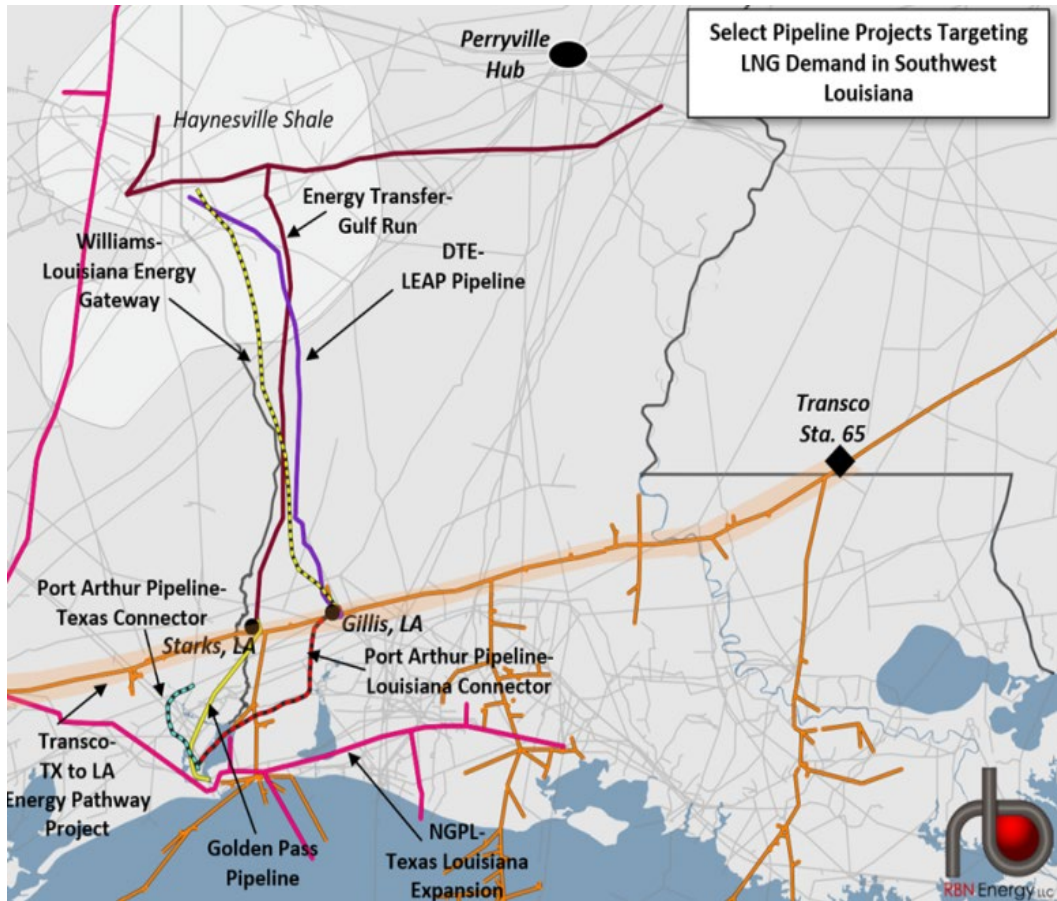 Select Pipeline Projects Targeting
LNG Demand in Southwest
Louisiana
Perryville
Hub
Haynesville Shale
Energy Transfer-
Gulf Run
Williams-
Louisiana Energy
Gateway
DTE-
LEAP Pipeline
Transco
Sta. 65
Port Arthur Pipeline-
Texas Connector
Starks, LA
Gillis, LA
Port Arthur Pipeline-
Louisiana Connector
Transco-
TX to LA
Energy Pathway
Project
Golden Pass
Pipeline
NGPL-
Texas Louisiana
Expansion
RBN Energy LLC